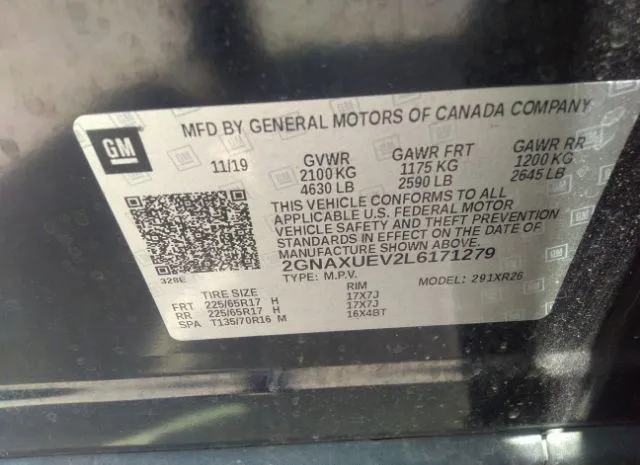 MFD BY GENERAL MOTORS OF CANADA COMPANY
GM
11/19 GVWR GAWR FRT GAWR RR
2100 KG 1175 KG 1200 KG
4630 LB 2590 LB 2645 LB
THIS VEHICLE CONFORMS TO ALL
APPLICABLE U.S. FEDERAL MOTOR
VEHICLE SAFETY AND THEFT PREVENTION
STANDARDS IN EFFECT ON THE DATE OF
MANUFACTURE SHOWN ABOVE.
2GNAXUEV2L6171279
328E
TYPE: M.P.V. MODEL: 291XR26
TIRE SIZE RIM
FRT 225/65R17 H 17X7J
RR 225/65R17 H 17X7J
SPA T135/70R16 M 16X4BT